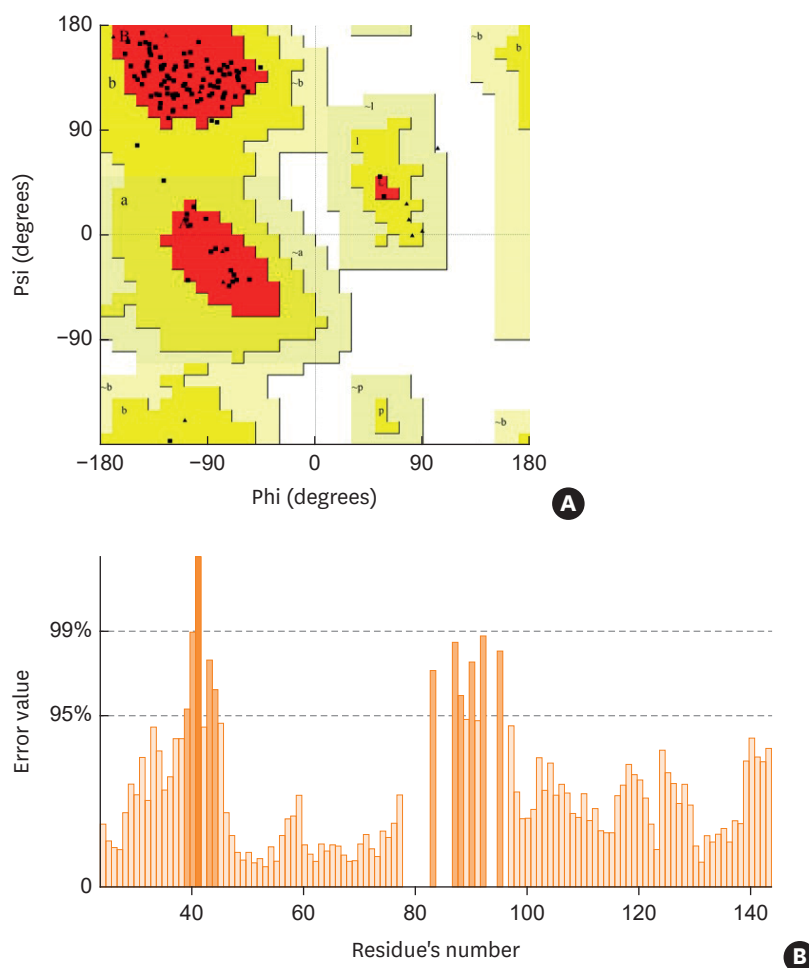 180
B
~b
b
b
~b
~l
90
l
L
a
Psi (degrees)
0
A
~a
−90
~b
~p
b
p
~b
−180
−90
0
90
180
Phi (degrees)
A
99%
95%
Error value
0
40
60
80
100
120
140
Residue's number
B